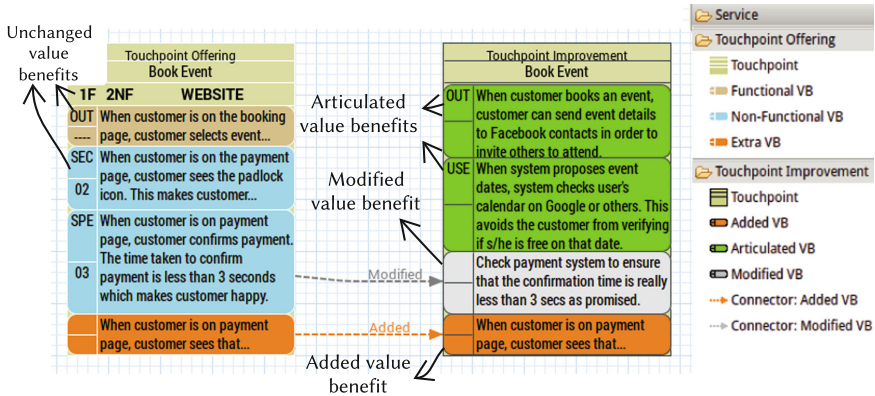 Unchanged
value
benefits
Touchpoint Offering
Book Event
1F 2NF WEBSITE
OUT
----
When customer is on the booking
page, customer selects event...
SEC
02
When customer is on the payment
page, customer sees the padlock
icon. This makes customer...
SPE
03
When customer is on payment
page, customer confirms payment.
The time taken to confirm
payment is less than 3 seconds
which makes customer happy.
When customer is on payment
page, customer sees that...
Articulated
value benefits
Modified
value benefit
Modified
Added
Added value
benefit
Touchpoint Improvement
Book Event
OUT
When customer books an event,
customer can send event details
to Facebook contacts in order to
invite others to attend.
USE
When system proposes event
dates, system checks user's
calendar on Google or others. This
avoids the customer from verifying
if s/he is free on that date.
Check payment system to ensure
that the confirmation time is really
less than 3 secs as promised.
When customer is on payment
page, customer sees that...
Service
Touchpoint Offering
Touchpoint
Functional VB
Non-Functional VB
Extra VB
Touchpoint Improvement
Touchpoint
Added VB
Articulated VB
Modified VB
Connector: Added VB
Connector: Modified VB